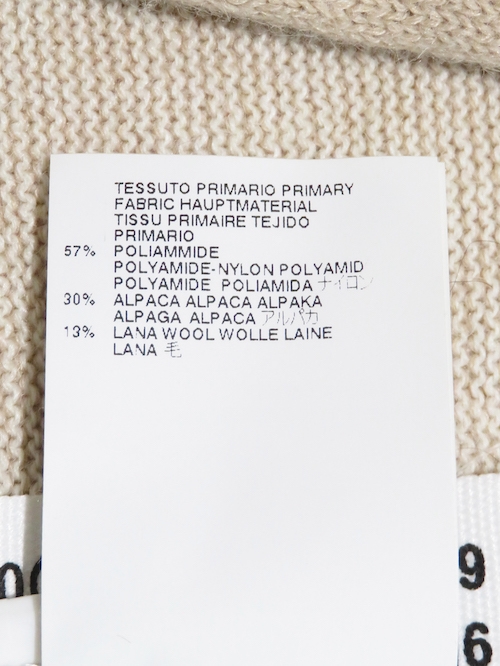 TESSUTO PRIMARIO PRIMARY
FABRIC HAUPTMATERIAL
TISSU PRIMAIRE TEJIDO
PRIMARIO
57% POLIAMMIDE
POLYAMIDE-NYLON POLYAMID
POLYAMIDE POLIAMIDA ナイロン
30% ALPACA ALPACA ALPAKA
ALPAGA ALPACA アルパカ
13% LANA WOOL WOLLE LAINE
LANA 毛
9
6